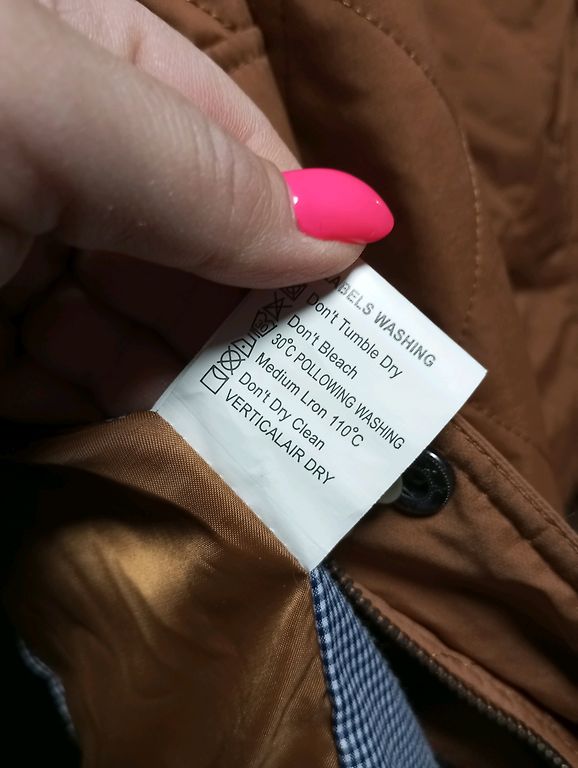 LABELS WASHING
Don't Tumble Dry
Don't Bleach
30°C POLLOWING WASHING
Medium Lron 110°C
Don't Dry Clean
VERTICALAIR DRY